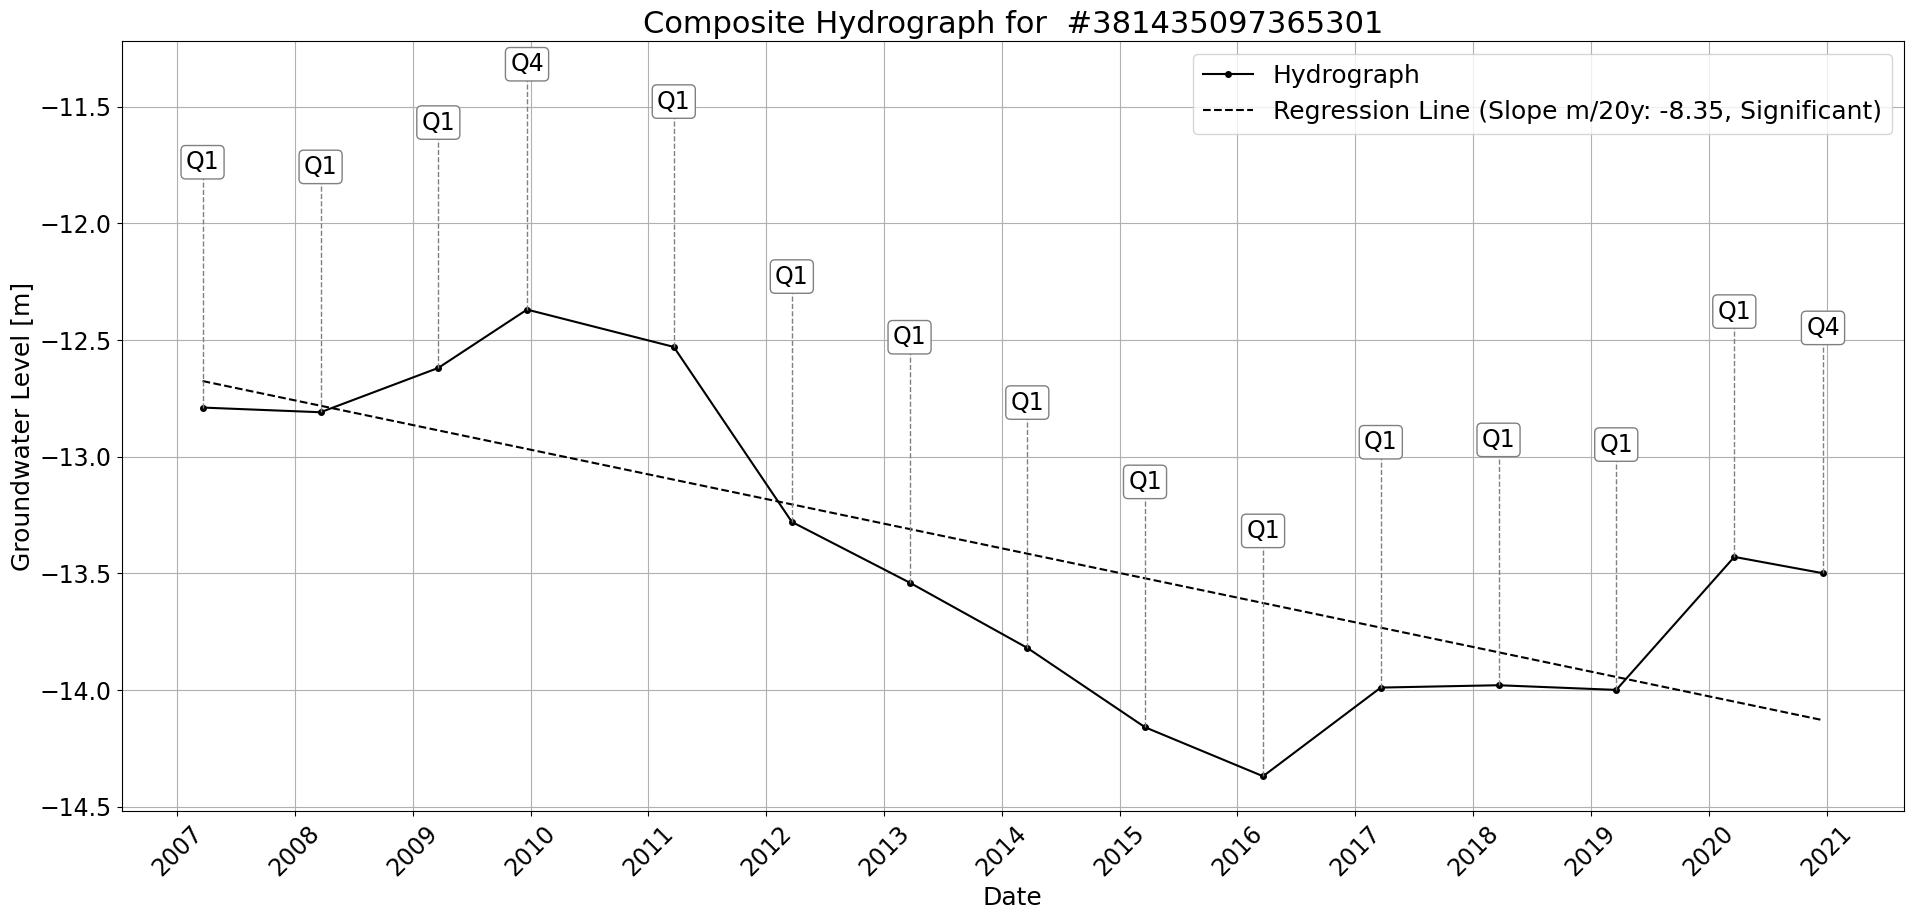 Composite Hydrograph for  #381435097365301
Hydrograph
Regression Line (Slope m/20y: -8.35, Significant)
Q4
Q1
Q1
Q1
Q1
Q1
Q1
Q1
Q4
Q1
Q1
Q1
Q1
Q1
Q1
−11.5
−12.0
−12.5
−13.0
−13.5
−14.0
−14.5
Groundwater Level [m]
2007
2008
2009
2010
2011
2012
2013
2014
2015
2016
2017
2018
2019
2020
2021
Date